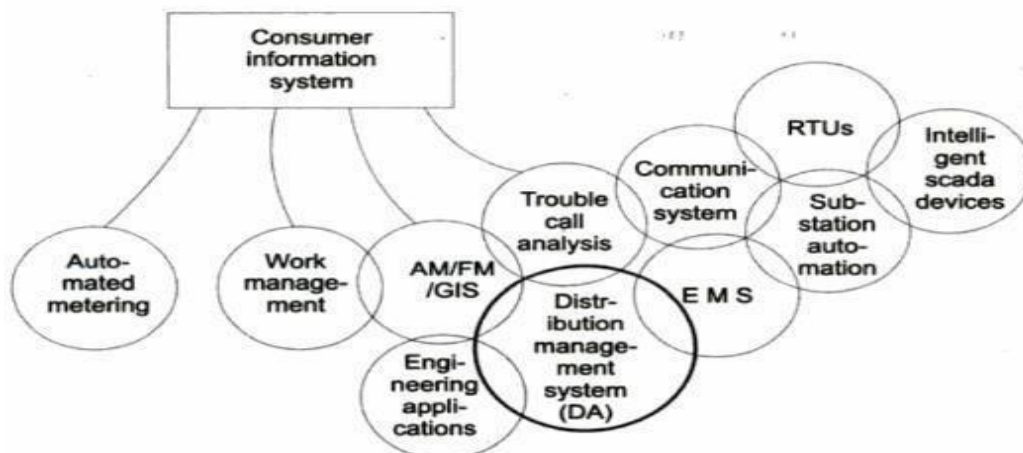 Consumer
information
system
RTUs
Intelli-
gent
scada
devices
Communi-
cation
system
Trouble
call
analysis
Sub-
station
auto-
mation
Auto-
mated
metering
Work
manage-
ment
AM/FM
/GIS
E M S
Distr-
ibution
manage-
ment
system
(DA)
Engi-
neering
appli-
cations